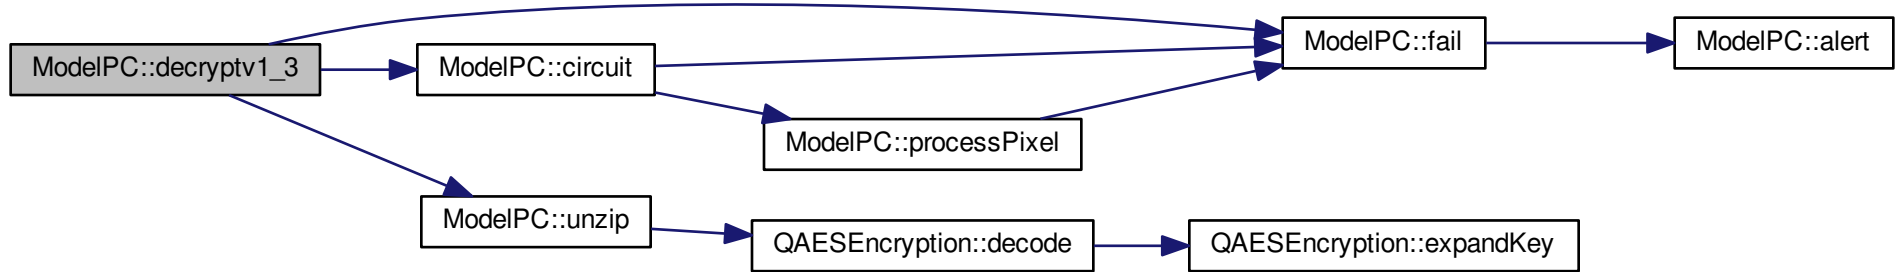 ModelPC::decryptv1_3
ModelPC::circuit
ModelPC::fail
ModelPC::alert
ModelPC::processPixel
ModelPC::unzip
QAESEncryption::decode
QAESEncryption::expandKey